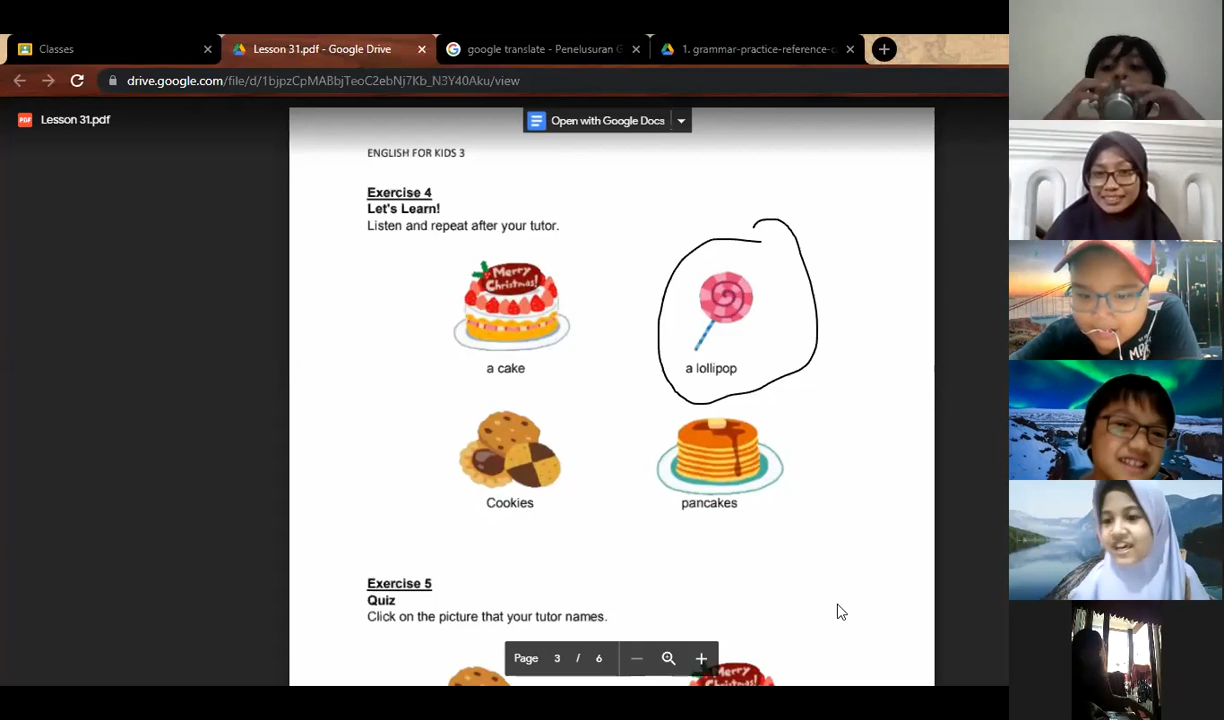 Classes
Lesson 31.pdf - Google Drive
google translate - Penelusuran G
1. grammar-practice-reference-c
drive.google.com/file/d/1bjpzCpMABbjTeoC2ebNj7Kb_N3Y40Aku/view
PDF
Lesson 31.pdf
Open with Google Docs
ENGLISH FOR KIDS 3
Exercise 4
Let's Learn!
Listen and repeat after your tutor.
Merry
Christmas!
a cake
a lollipop
Cookies
pancakes
Exercise 5
Quiz
Click on the picture that your tutor names.
Page 3 / 6
Merry